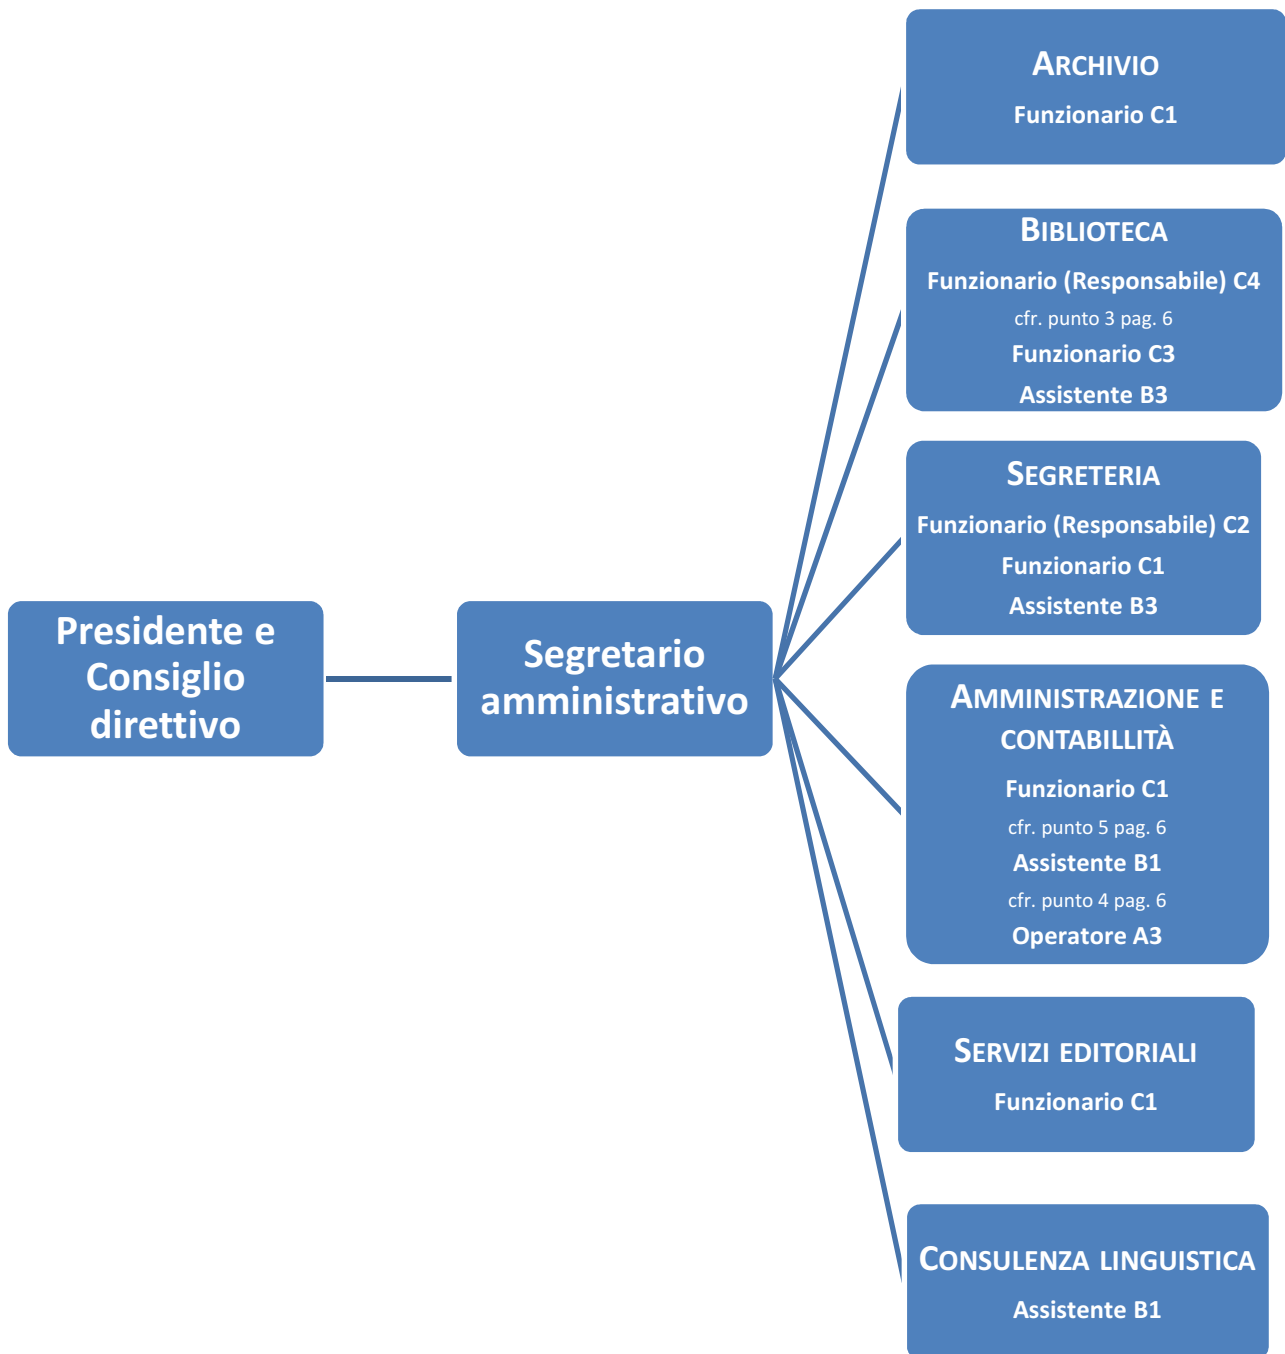 Presidente e
Consiglio
direttivo
Segretario
amministrativo
ARCHIVIO
Funzionario C1
BIBLIOTECA
Funzionario (Responsabile) C4
cfr. punto 3 pag. 6
Funzionario C3
Assistente B3
SEGRETERIA
Funzionario (Responsabile) C2
Funzionario C1
Assistente B3
AMMINISTRAZIONE E
CONTABILLITÀ
Funzionario C1
cfr. punto 5 pag. 6
Assistente B1
cfr. punto 4 pag. 6
Operatore A3
SERVIZI EDITORIALI
Funzionario C1
CONSULENZA LINGUISTICA
Assistente B1